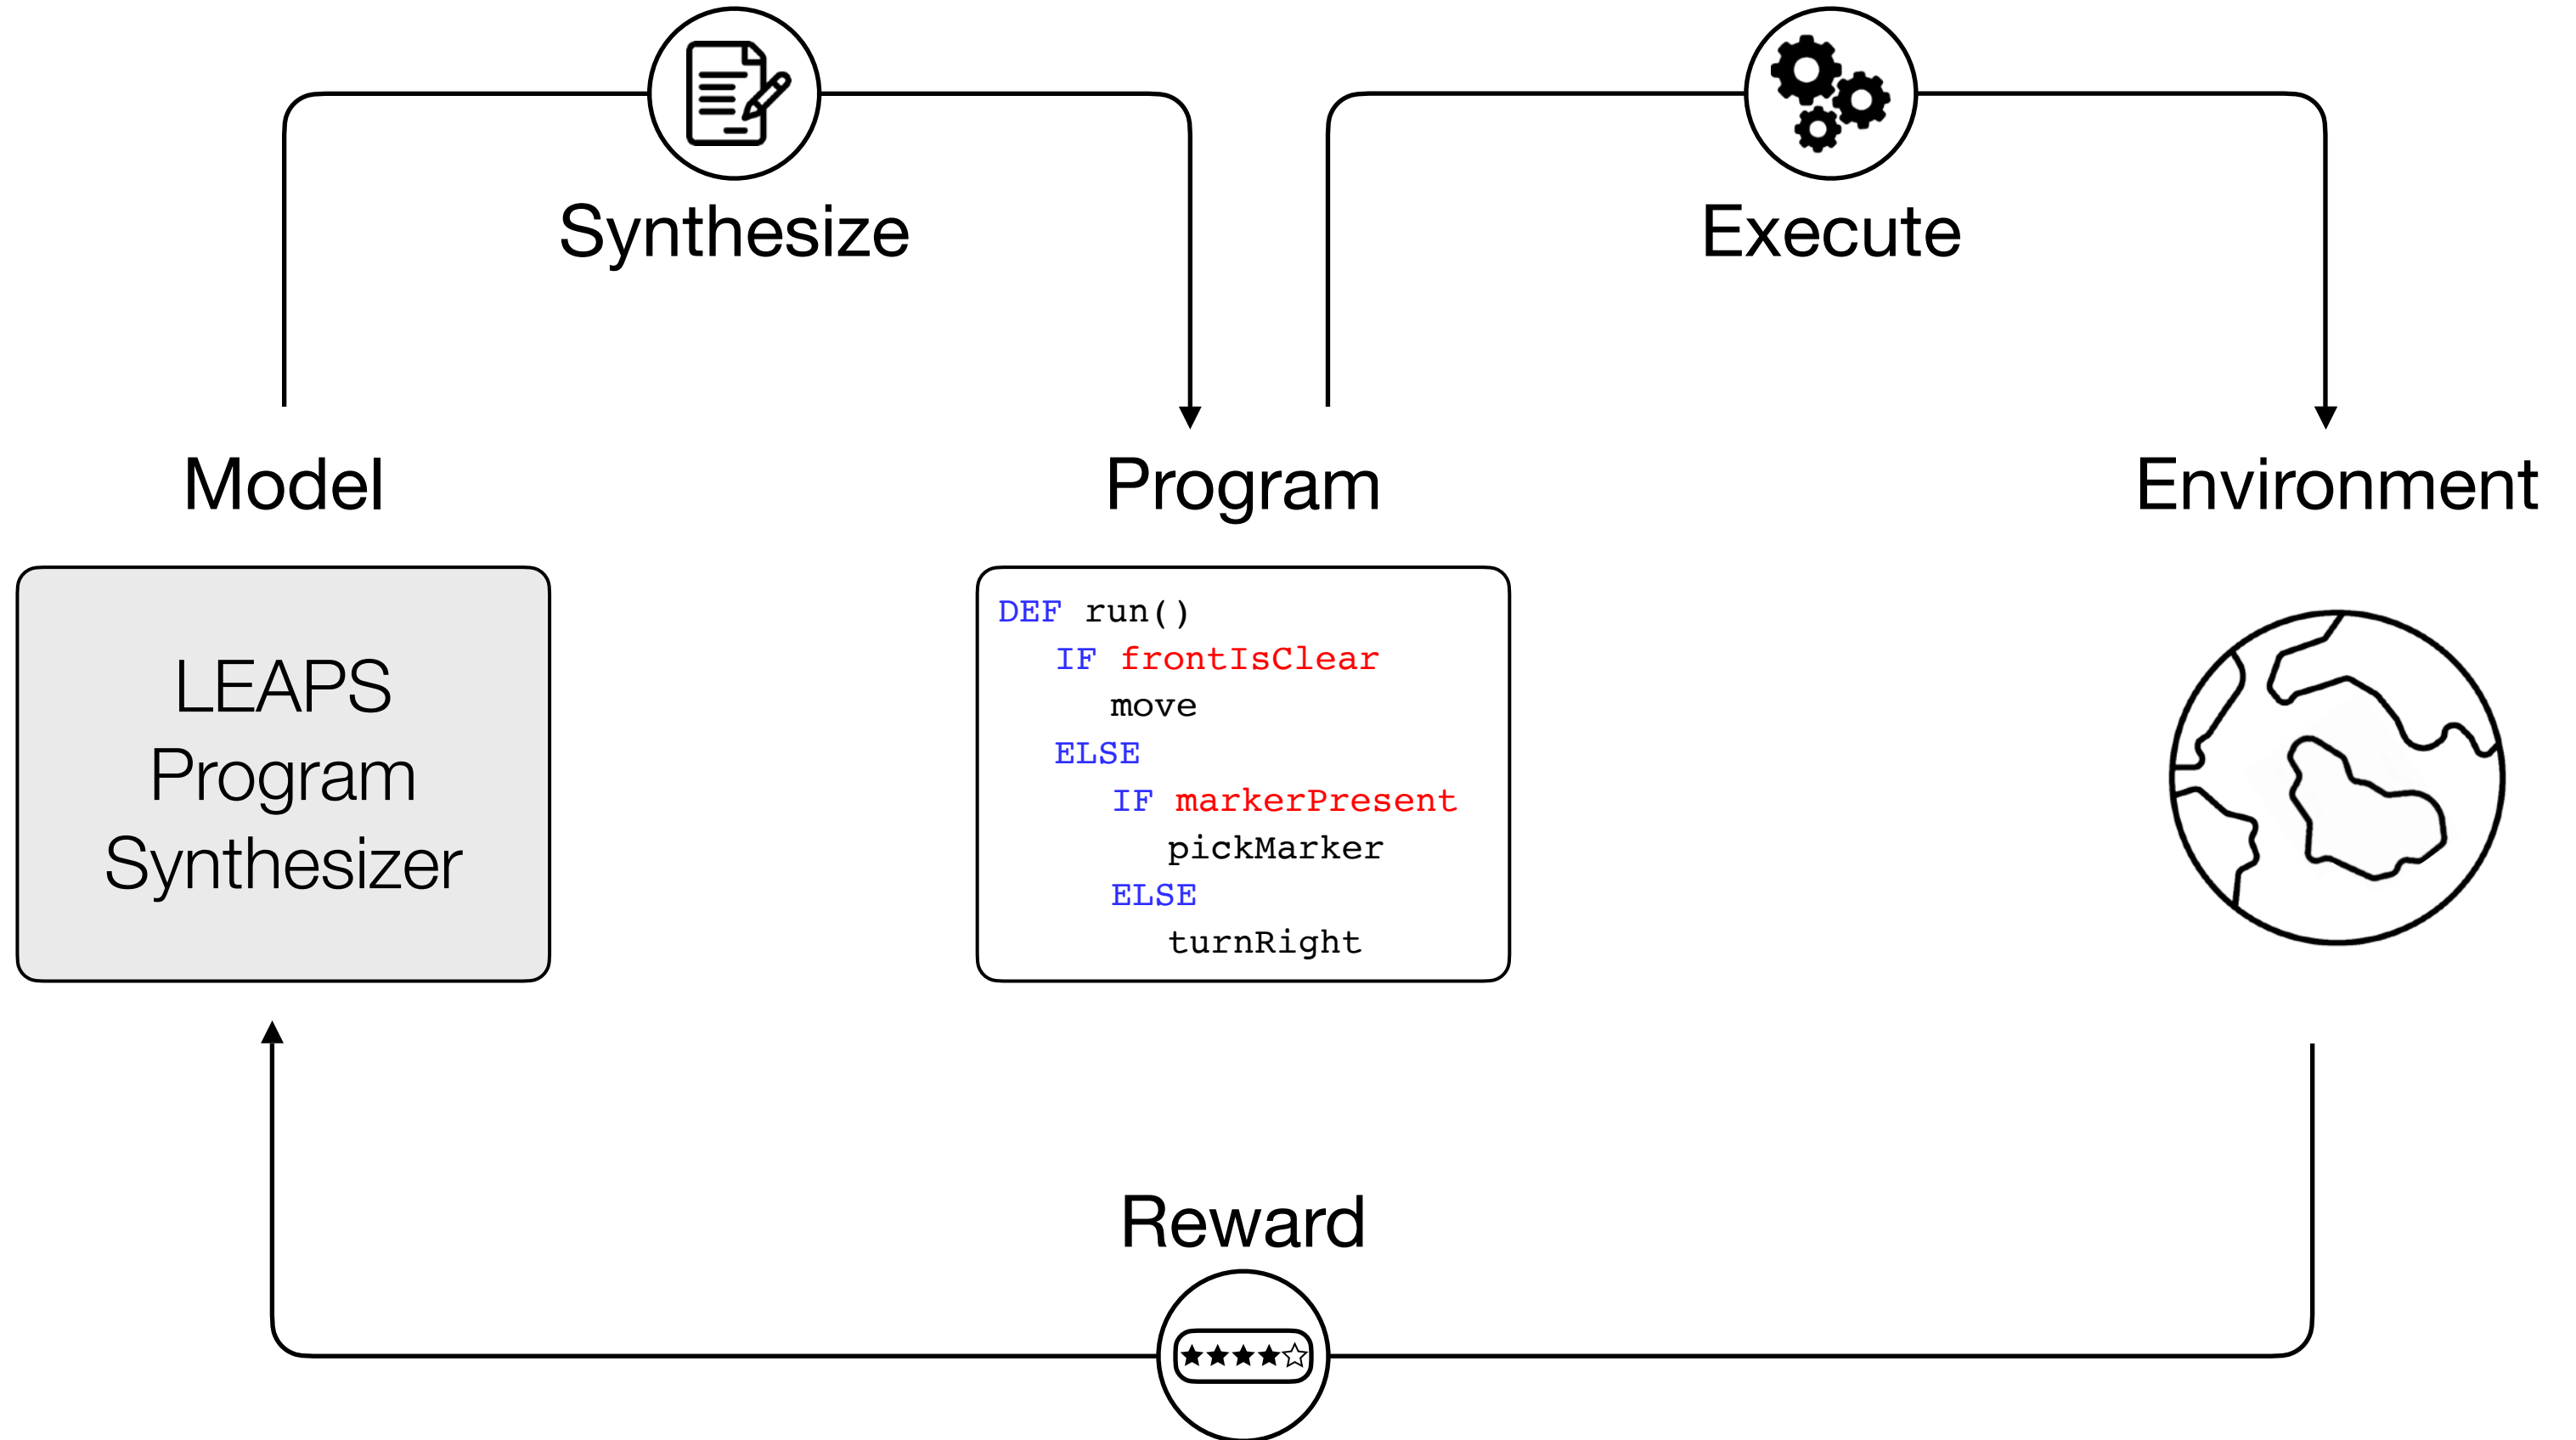 Synthesize
Execute
Model
Program
Environment
LEAPS
Program
Synthesizer
DEF run()
IF frontIsClear
move
ELSE
IF markerPresent
pickMarker
ELSE
turnRight
Reward